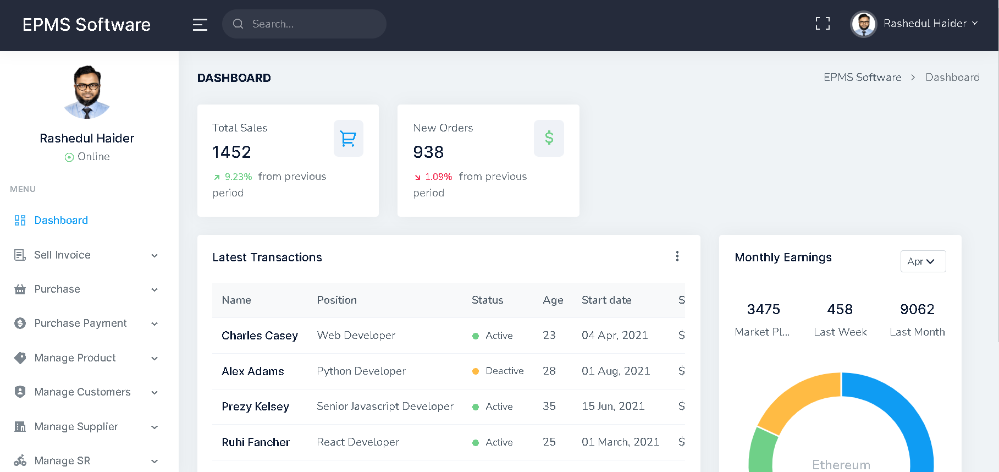 EPMS Software
Search...
Rashedul Haider
Rashedul Haider
Online
MENU
Dashboard
Sell Invoice
Purchase
Purchase Payment
Manage Product
Manage Customers
Manage Supplier
Manage SR
DASHBOARD
EPMS Software > Dashboard
Total Sales
1452
9.23% from previous
period
New Orders
938
$
1.09% from previous
period
Latest Transactions
Name Position Status Age Start date S
Charles Casey Web Developer Active 23 04 Apr, 2021 $
Alex Adams Python Developer Deactive 28 01 Aug, 2021 $
Prezy Kelsey Senior Javascript Developer Active 35 15 Jun, 2021 $
Ruhi Fancher React Developer Active 25 01 March, 2021 $
Monthly Earnings
Apr
3475 458 9062
Market Pl... Last Week Last Month
Ethereum